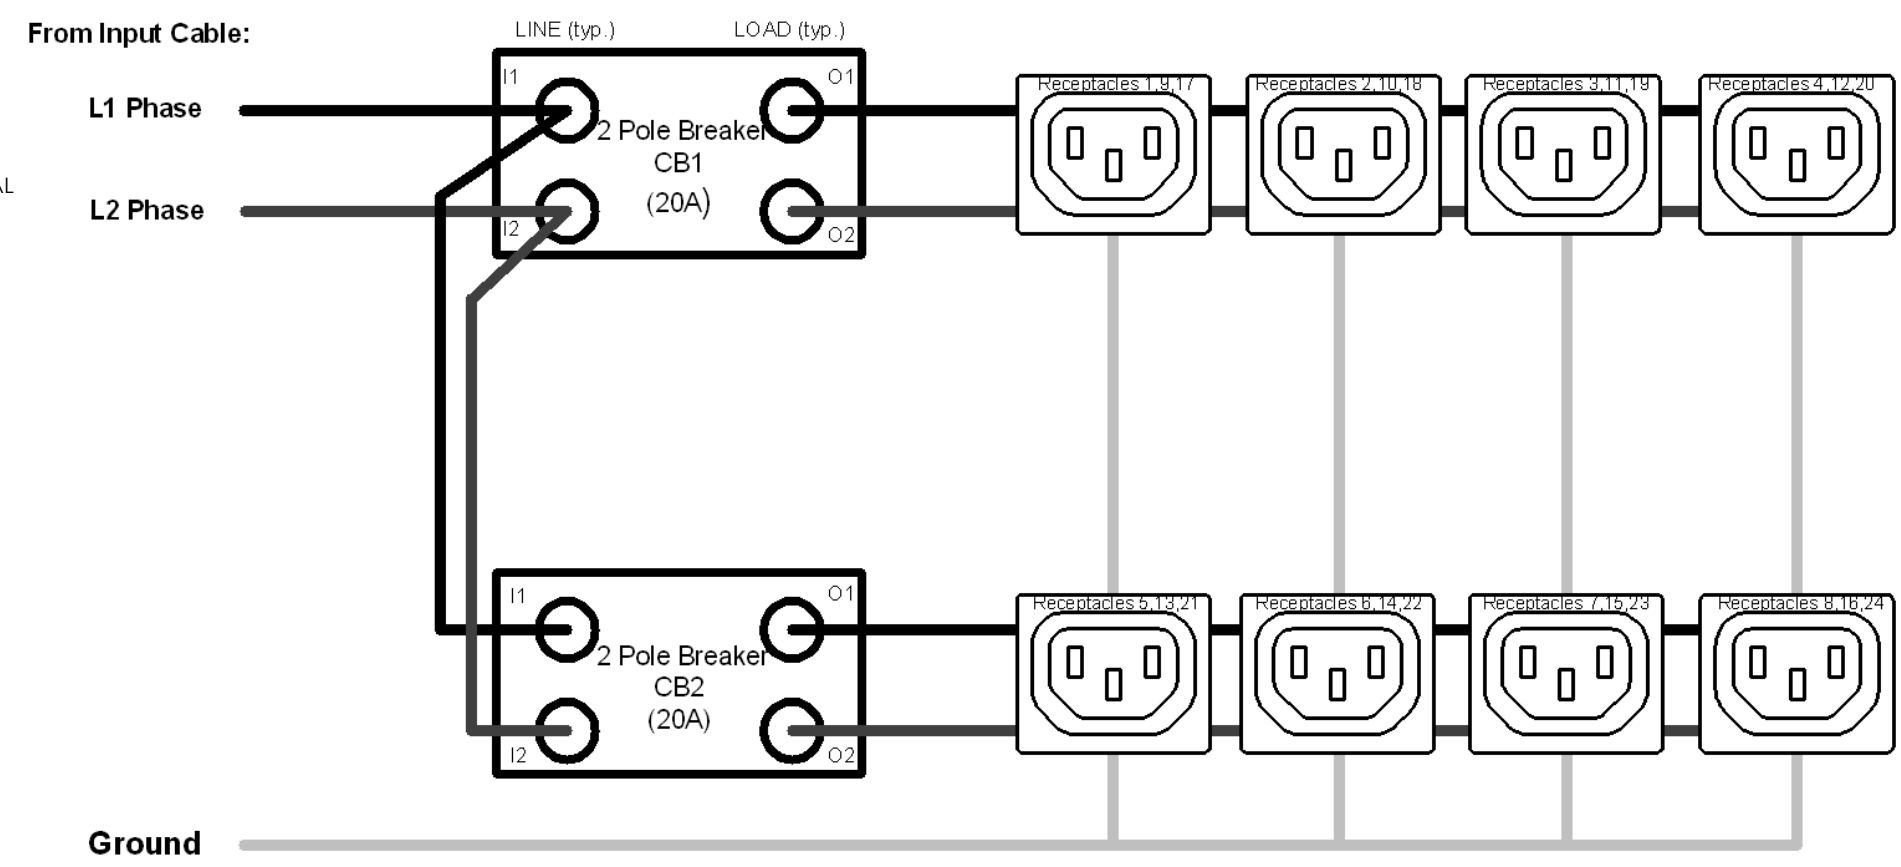 From Input Cable:
LINE (typ.)
LOAD (typ.)
I1
O1
L1 Phase
2 Pole Breaker
CB1
(20A)
AL
L2 Phase
I2
O2
Receptacles 1,9,17
Receptacles 2,10,18
Receptacles 3,11,19
Receptacles 4,12,20
I1
O1
2 Pole Breaker
CB2
(20A)
I2
O2
Receptacles 5,13,21
Receptacles 6,14,22
Receptacles 7,15,23
Receptacles 8,16,24
Ground